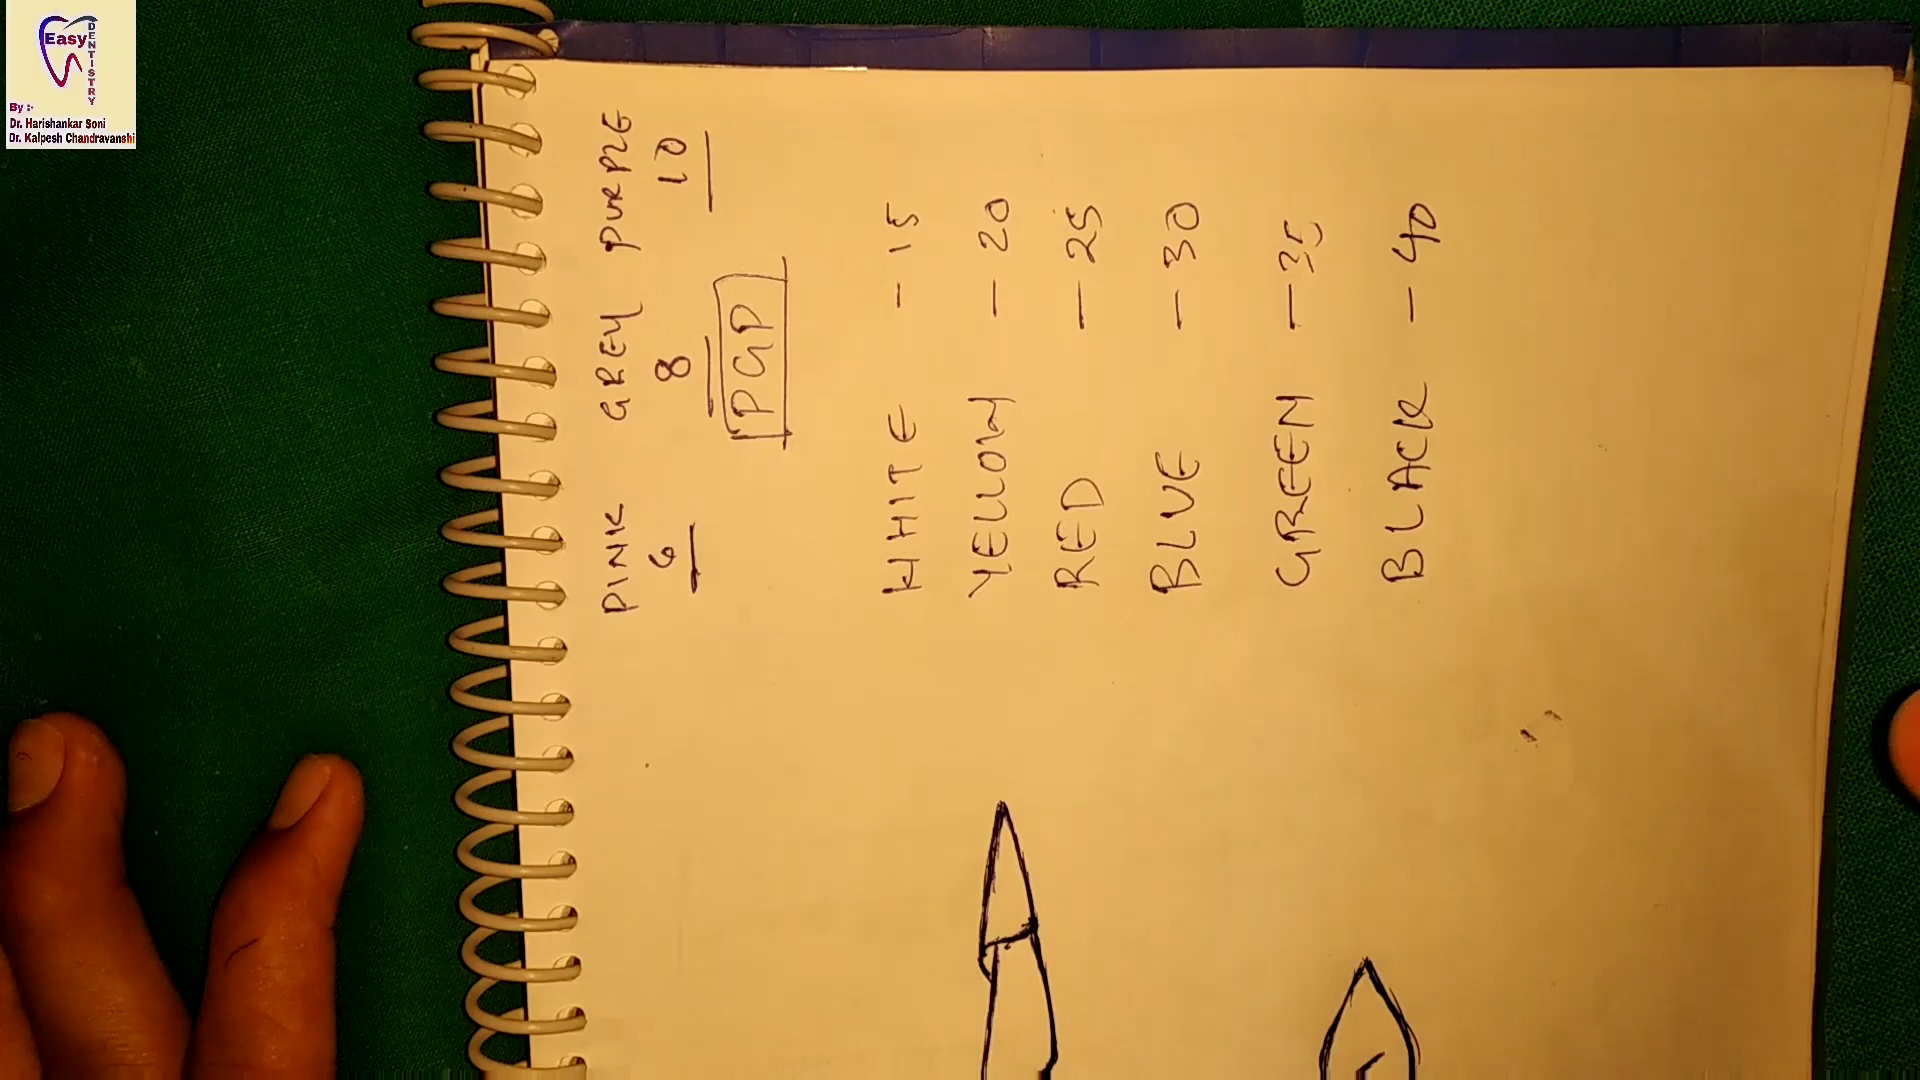 Easy
DENTISTRY
By :-
Dr. Harishankar Soni
Dr. Kalpesh Chandravanshi
PINK GREY PURPLE
6 8 10
PGP
WHITE - 15
YELLOW - 20
RED - 25
BLUE - 30
GREEN - 35
BLACK - 40